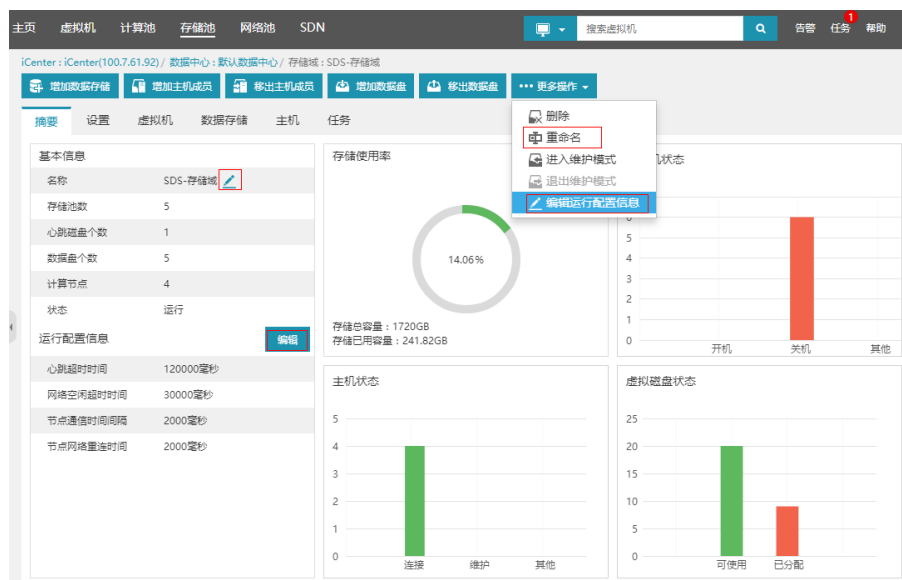 主页 虚拟机 计算池 存储池 网络池 SDN 搜索虚拟机 告警 任务 1 帮助
iCenter : iCenter(100.7.61.92) / 数据中心 : 默认数据中心 / 存储域 : SDS-存储域
增加数据存储 增加主机成员 移出主机成员 增加数据盘 移出数据盘 ••• 更多操作
摘要 设置 虚拟机 数据存储 主机 任务
删除
重命名
进入维护模式
退出维护模式
编辑运行配置信息
基本信息
名称 SDS-存储域
存储池数 5
心跳磁盘个数 1
数据盘个数 5
计算节点 4
状态 运行
运行配置信息 编辑
心跳超时时间 120000毫秒
网络空闲超时时间 30000毫秒
节点通信时间间隔 2000毫秒
节点网络重连时间 2000毫秒
存储使用率
14.06%
存储总容量：1720GB
存储已用容量：241.82GB
机状态
5
4
3
2
1
0
开机 关机 其他
主机状态
5
4
3
2
1
0
连接 维护 其他
虚拟磁盘状态
25
20
15
10
5
0
可使用 已分配